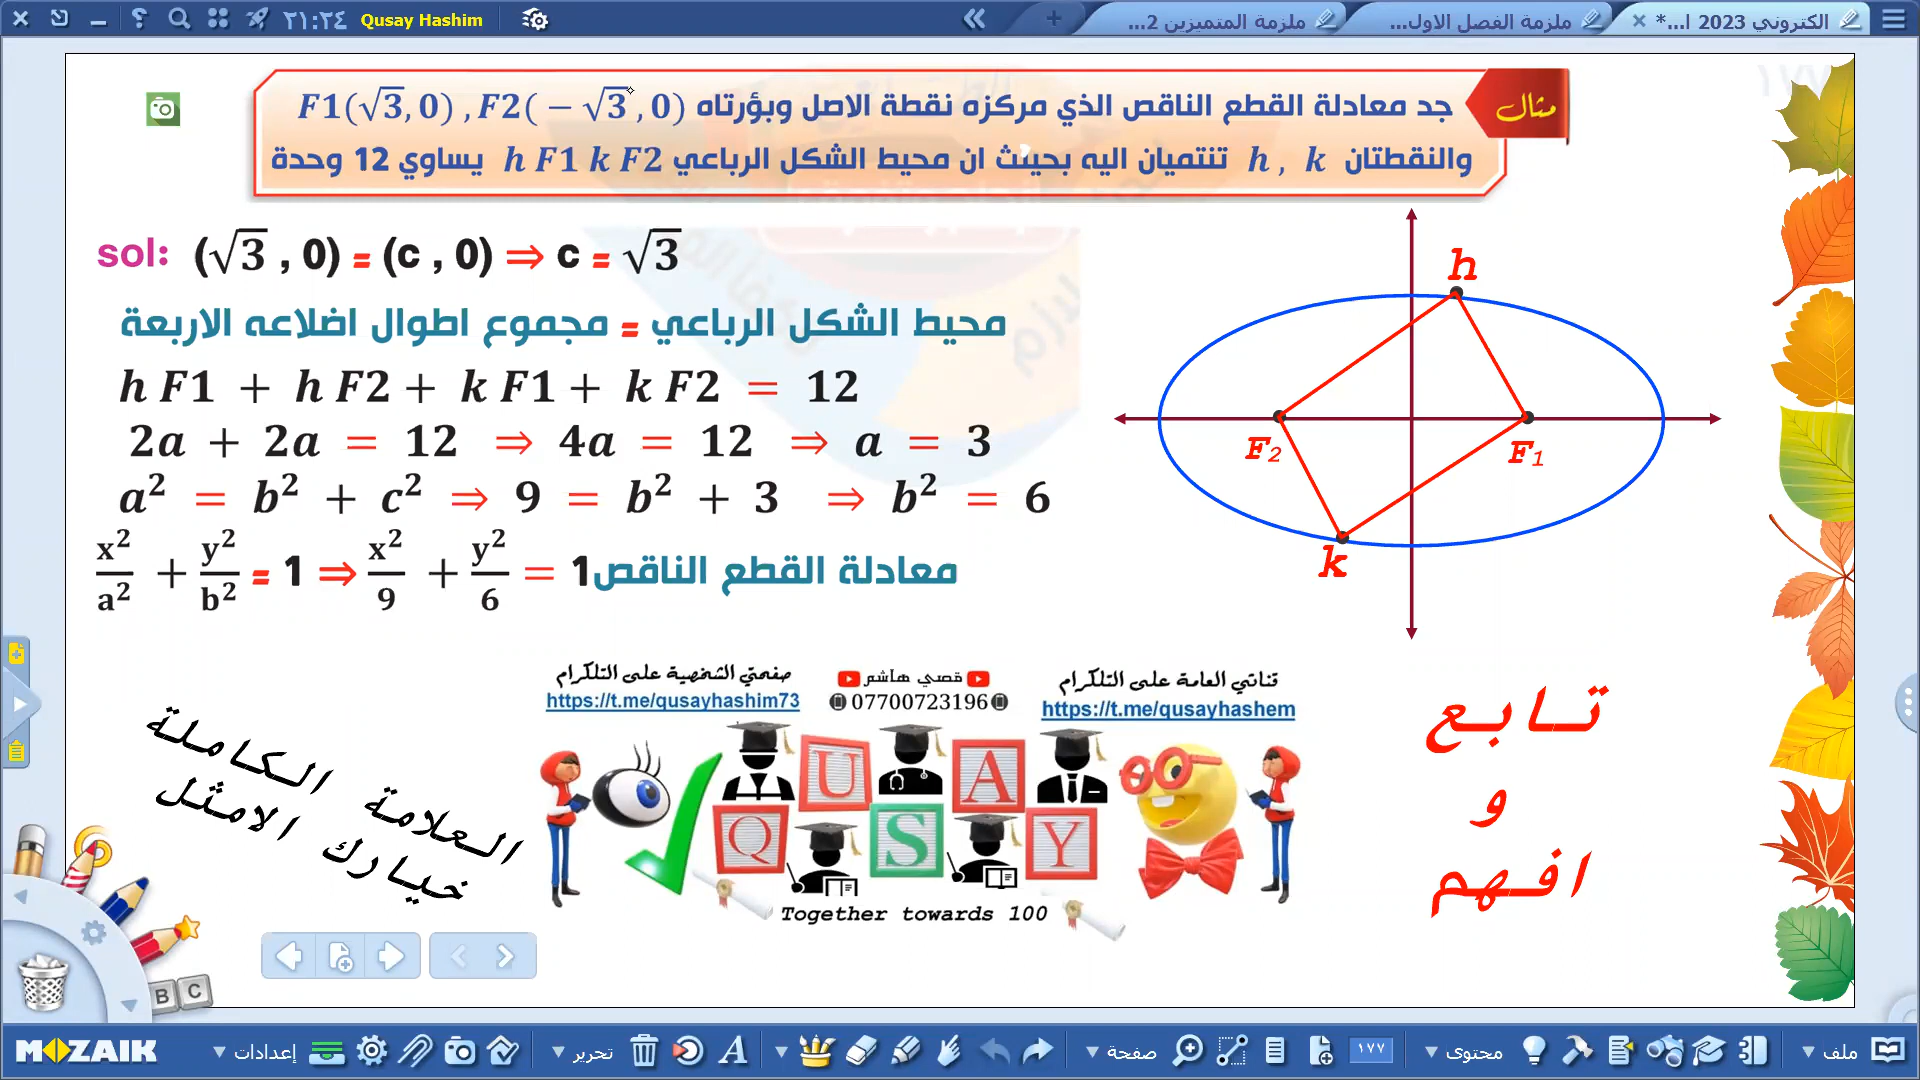 ٢١:٢٤ Qusay Hashim
ملزمة المتميزين 2...
ملزمة الفصل الاول...
الكتروني 2023 ا...*
١٧٧
مثال
جد معادلة القطع الناقص الذي مركزه نقطة الاصل وبؤرتاه F1(√3,0) ,F2(−√3,0)
والنقطتان h , k تنتميان اليه بحيث ان محيط الشكل الرباعي h F1 k F2 يساوي 12 وحدة
sol: (√3 , 0) = (c , 0) ⇒ c = √3
محيط الشكل الرباعي = مجموع اطوال اضلاعه الاربعة
h F1 + h F2 + k F1 + k F2 = 12
2a + 2a = 12 ⇒ 4a = 12 ⇒ a = 3
a² = b² + c² ⇒ 9 = b² + 3 ⇒ b² = 6
x²/a² + y²/b² = 1 ⇒ x²/9 + y²/6 = 1 معادلة القطع الناقص
h
F2
F1
k
صفحتي الشخصية على التلكرام
https://t.me/qusayhashim73
قصي هاشم
07700723196
قناتي العامة على التلكرام
https://t.me/qusayhashem
العلامة الكاملة
خيارك الامثل
تابع
و
افهم
U A
Q S Y
Together towards 100
B C
MOZAIK
إعدادات
تحرير
A
صفحة
١٧٧
محتوى
ملف